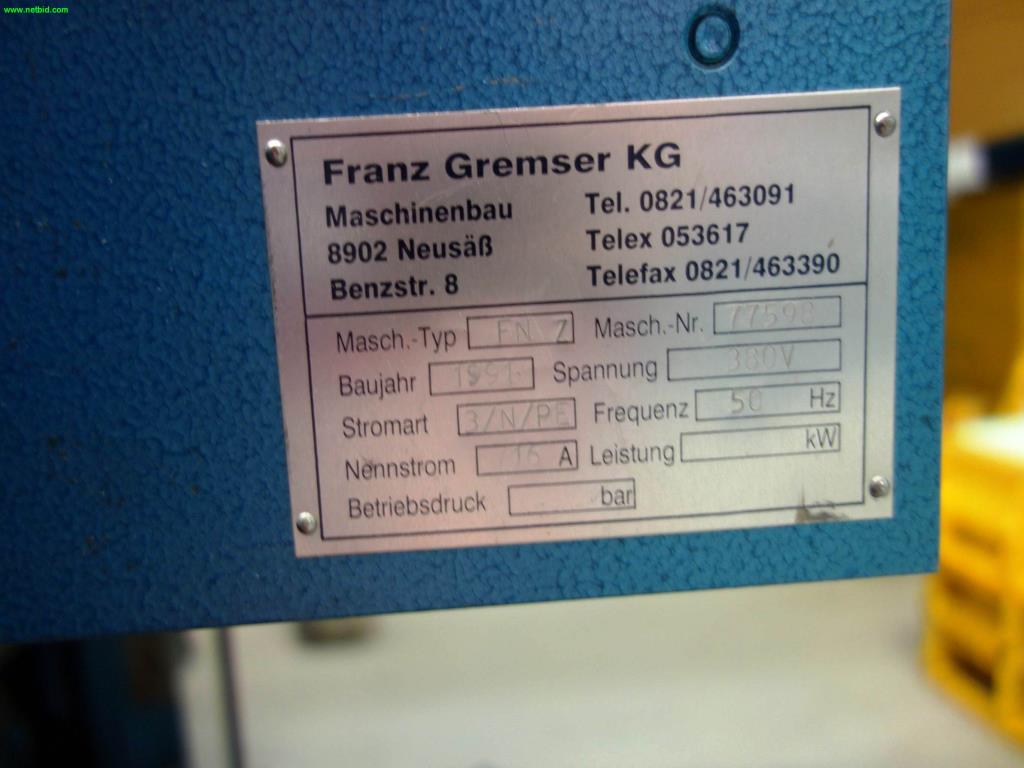 www.netbid.com
Franz Gremser KG
Maschinenbau Tel. 0821/463091
8902 Neusäß Telex 053617
Benzstr. 8 Telefax 0821/463390
Masch.-Typ FN Z Masch.-Nr. 77598
Baujahr 1991 Spannung 380V
Stromart 3/N/PE Frequenz 50 Hz
Nennstrom 16 A Leistung kW
Betriebsdruck bar